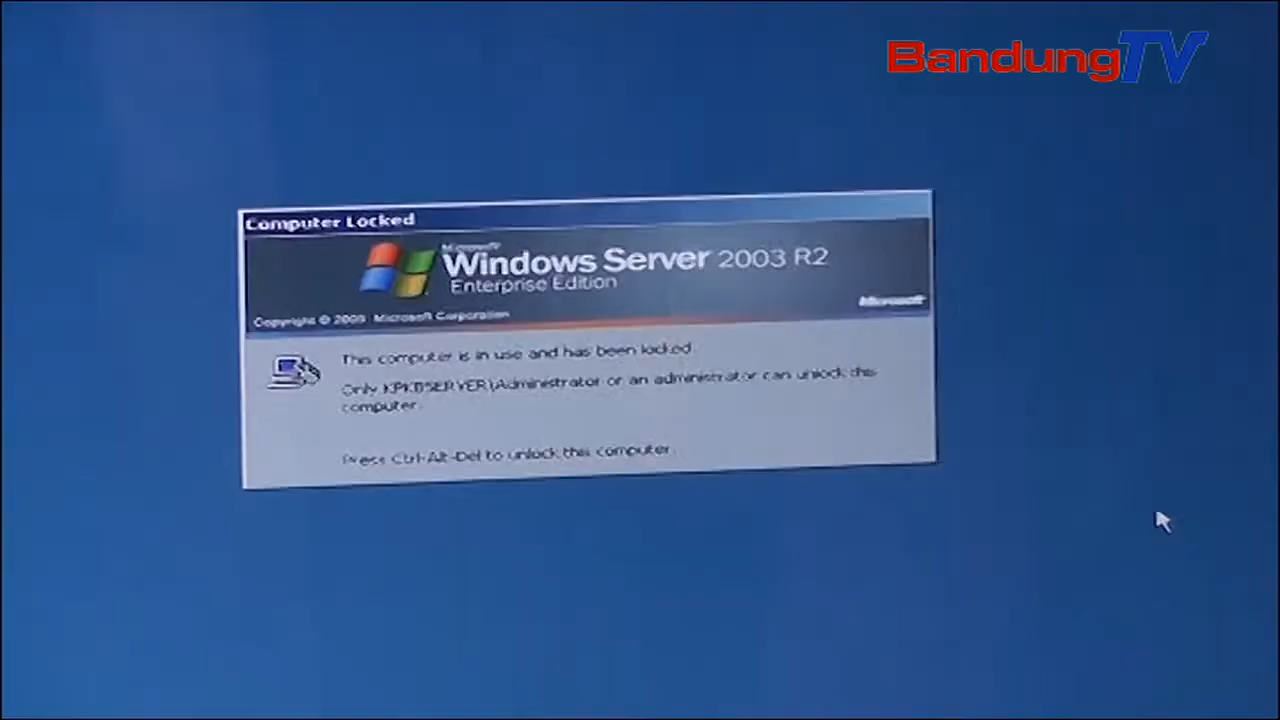 BandungTV
Computer Locked
Microsoft
Windows Server 2003 R2
Enterprise Edition
Copyright © 2003 Microsoft Corporation
Microsoft
This computer is in use and has been locked.
Only KPKBSERVER\Administrator or an administrator can unlock this
computer.
Press Ctrl-Alt-Del to unlock this computer.